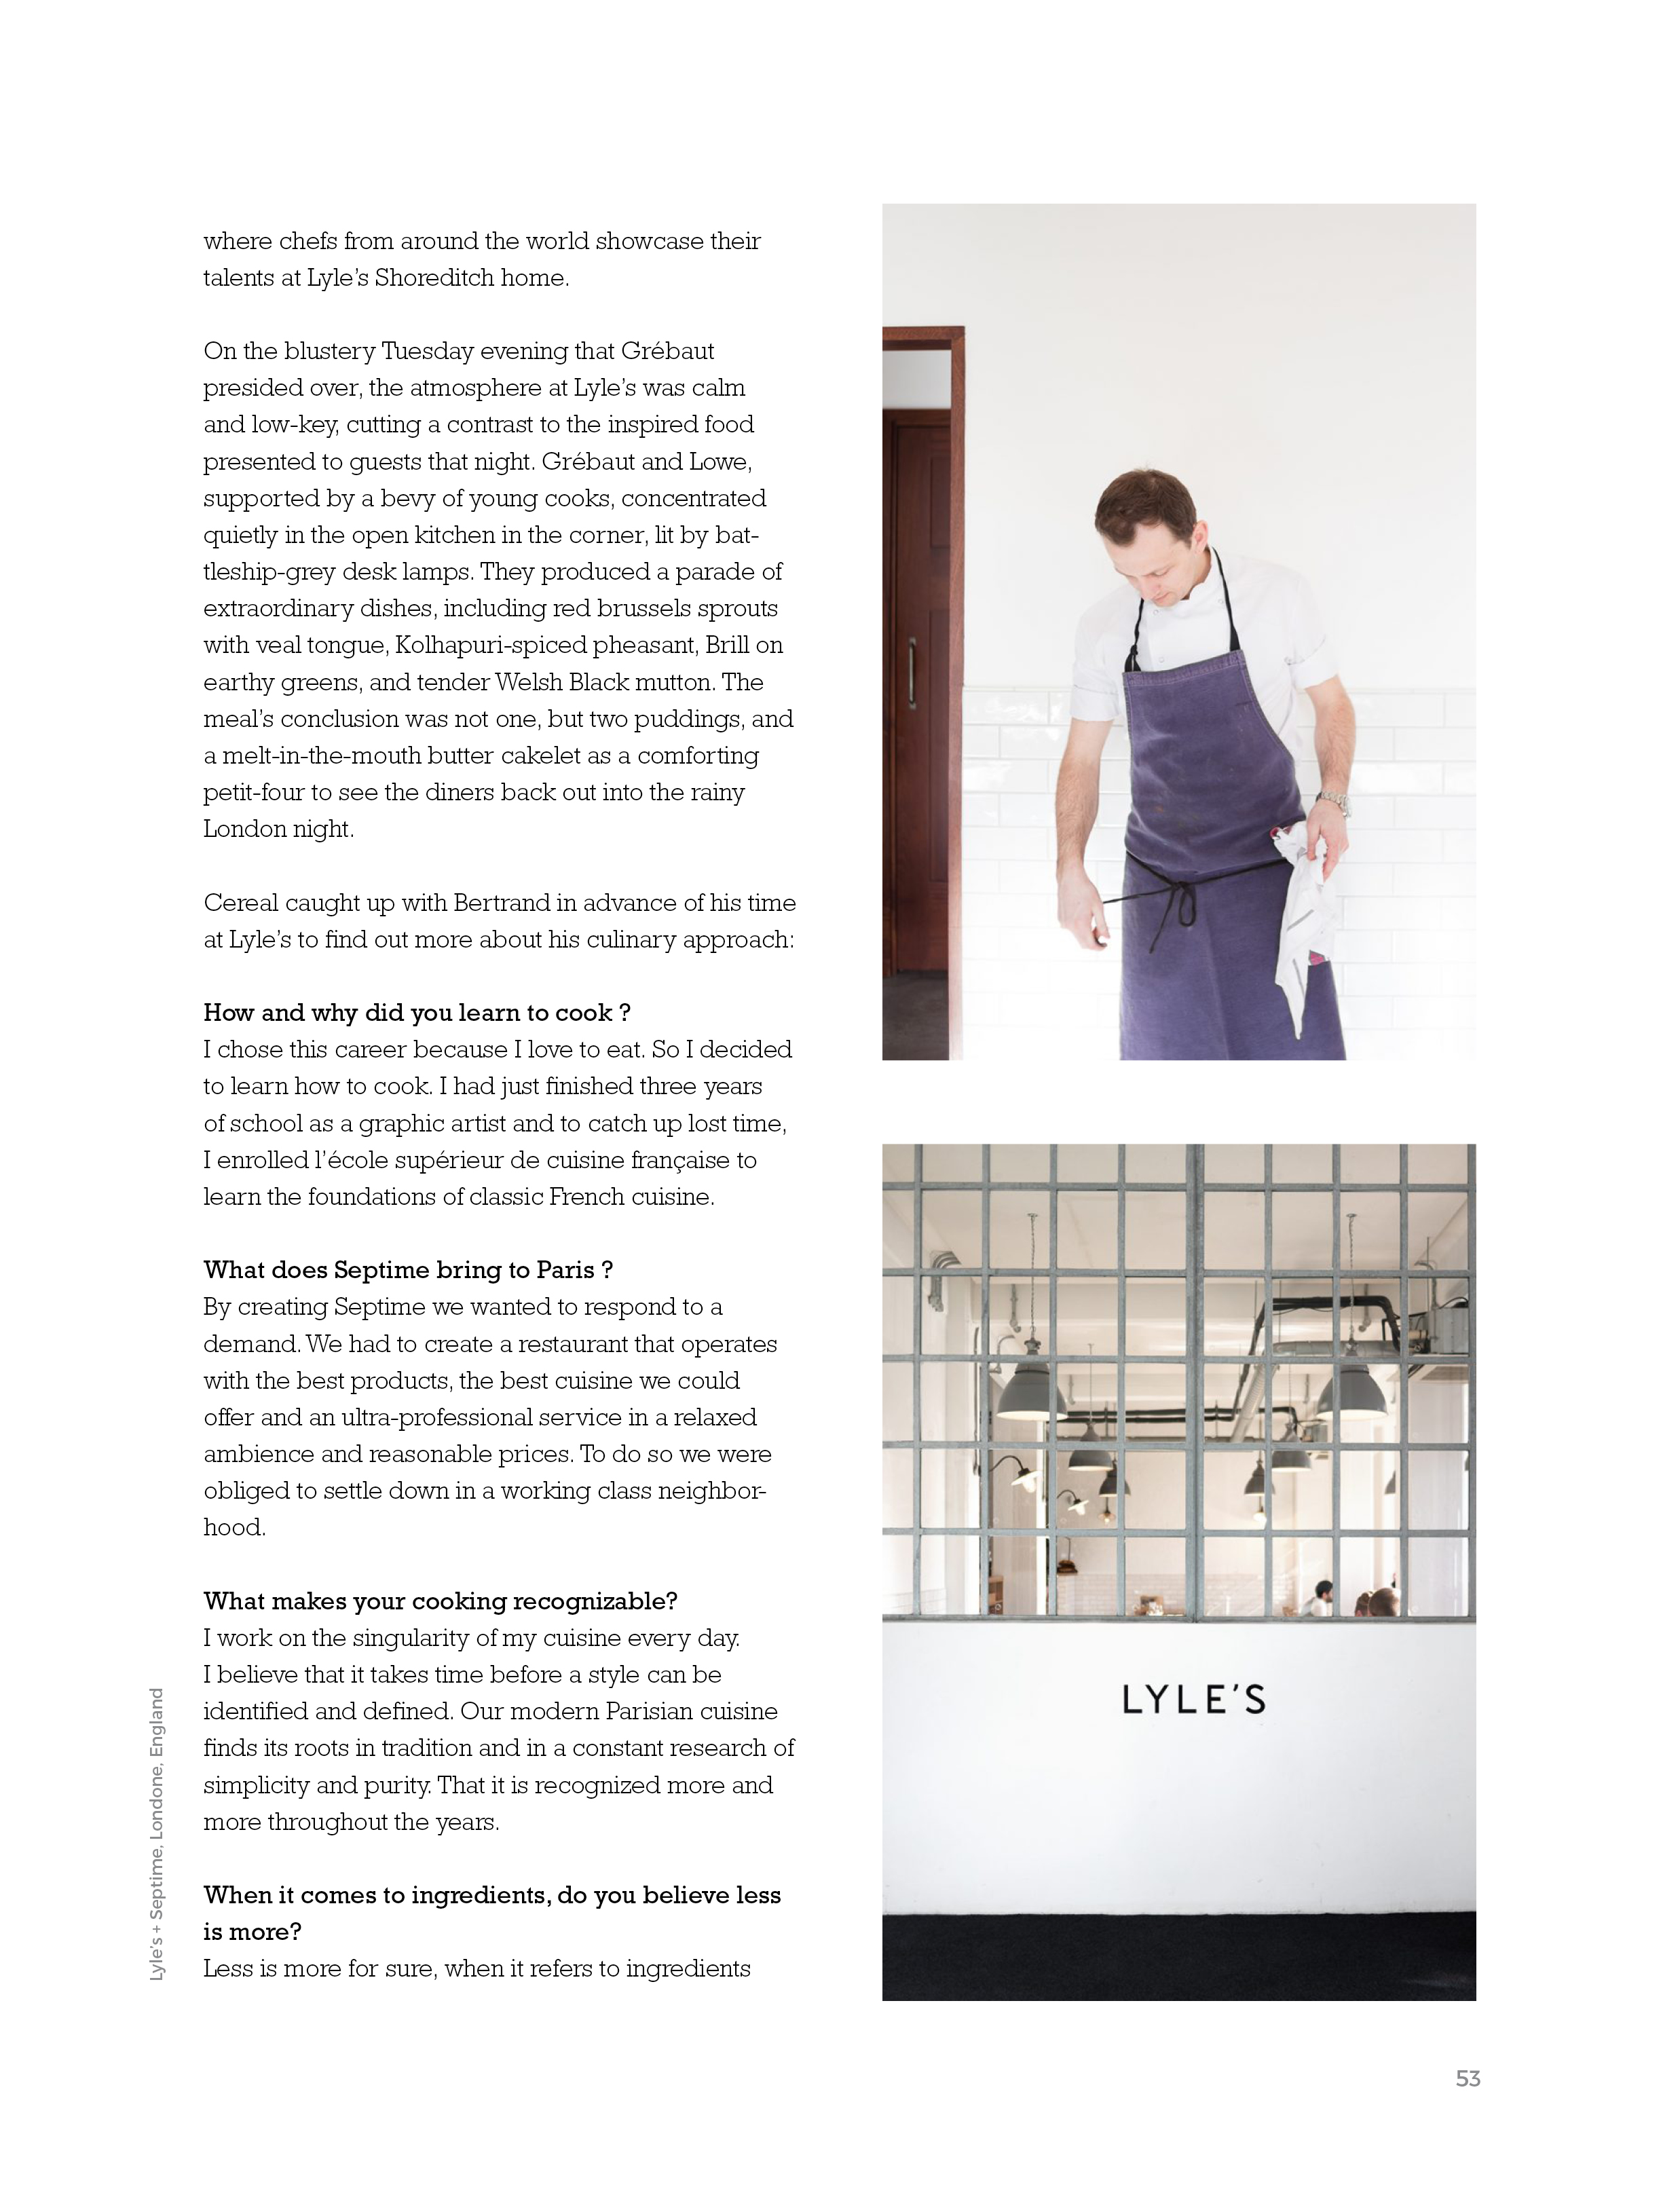 where chefs from around the world showcase their
talents at Lyle’s Shoreditch home.
On the blustery Tuesday evening that Grébaut
presided over, the atmosphere at Lyle’s was calm
and low-key, cutting a contrast to the inspired food
presented to guests that night. Grébaut and Lowe,
supported by a bevy of young cooks, concentrated
quietly in the open kitchen in the corner, lit by bat-
tleship-grey desk lamps. They produced a parade of
extraordinary dishes, including red brussels sprouts
with veal tongue, Kolhapuri-spiced pheasant, Brill on
earthy greens, and tender Welsh Black mutton. The
meal’s conclusion was not one, but two puddings, and
a melt-in-the-mouth butter cakelet as a comforting
petit-four to see the diners back out into the rainy
London night.
Cereal caught up with Bertrand in advance of his time
at Lyle’s to find out more about his culinary approach:
How and why did you learn to cook ?
I chose this career because I love to eat. So I decided
to learn how to cook. I had just finished three years
of school as a graphic artist and to catch up lost time,
I enrolled l’école supérieur de cuisine française to
learn the foundations of classic French cuisine.
What does Septime bring to Paris ?
By creating Septime we wanted to respond to a
demand. We had to create a restaurant that operates
with the best products, the best cuisine we could
offer and an ultra-professional service in a relaxed
ambience and reasonable prices. To do so we were
obliged to settle down in a working class neighbor-
hood.
What makes your cooking recognizable?
I work on the singularity of my cuisine every day.
I believe that it takes time before a style can be
identified and defined. Our modern Parisian cuisine
finds its roots in tradition and in a constant research of
simplicity and purity. That it is recognized more and
more throughout the years.
When it comes to ingredients, do you believe less
is more?
Less is more for sure, when it refers to ingredients
Lyle’s + Septime, Londone, England
LYLE’S
53